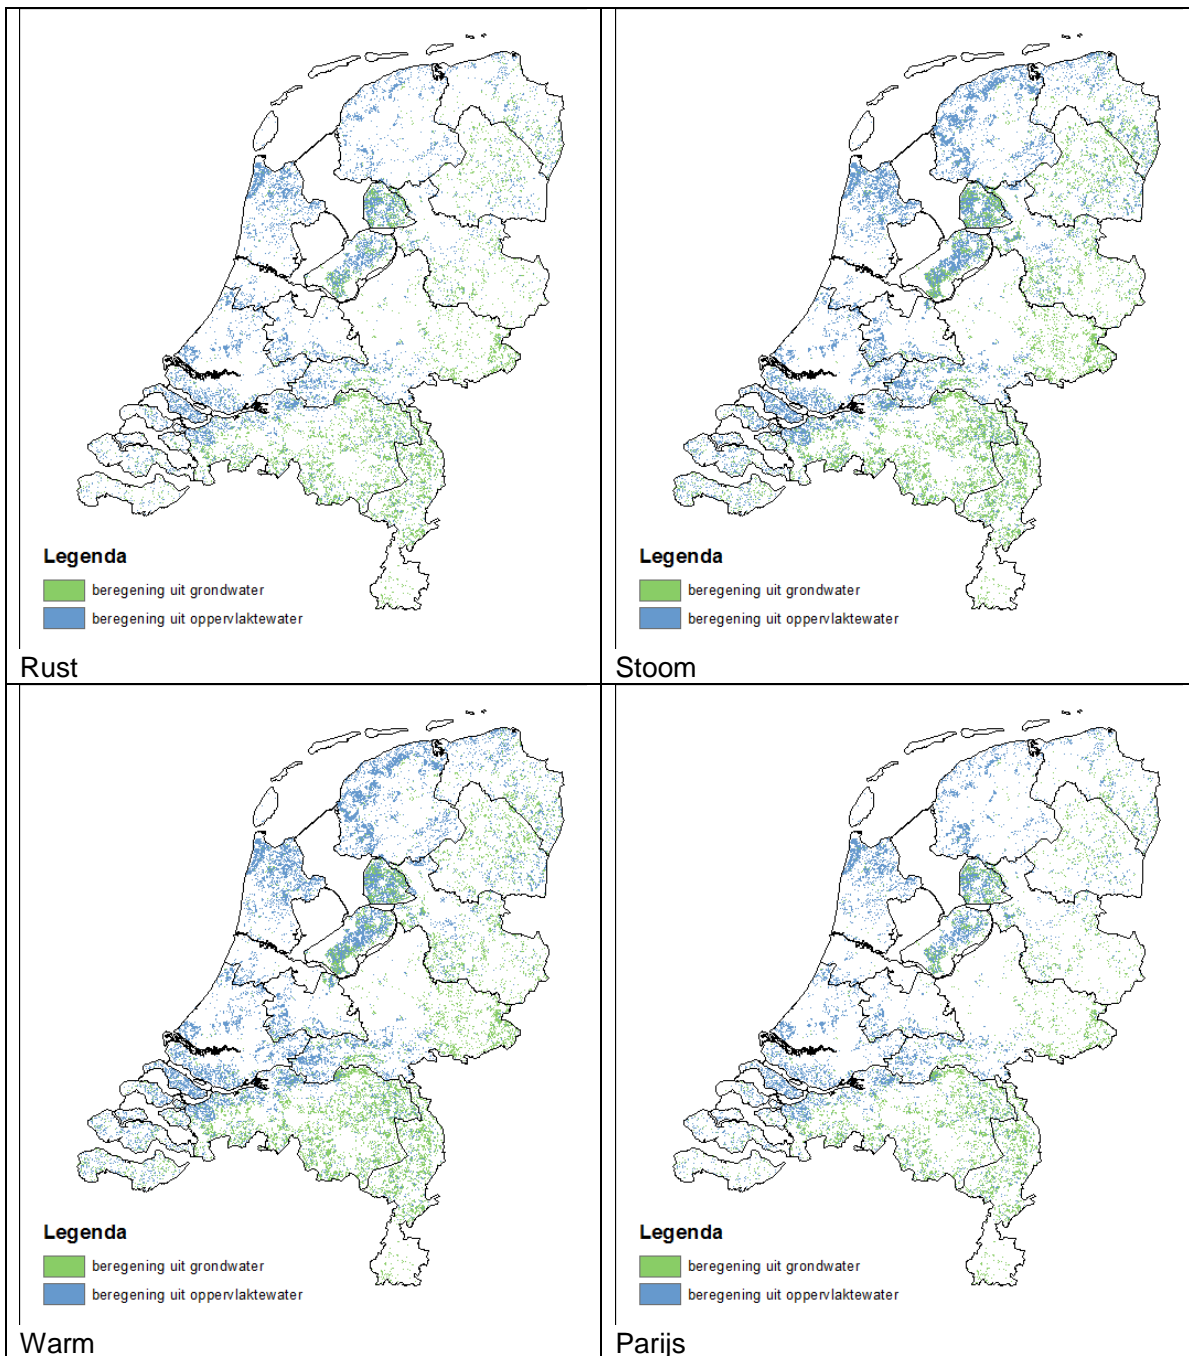 Legenda
beregening uit grondwater
beregening uit oppervlaktewater
Rust
Legenda
beregening uit grondwater
beregening uit oppervlaktewater
Stoom
Legenda
beregening uit grondwater
beregening uit oppervlaktewater
Warm
Legenda
beregening uit grondwater
beregening uit oppervlaktewater
Parijs